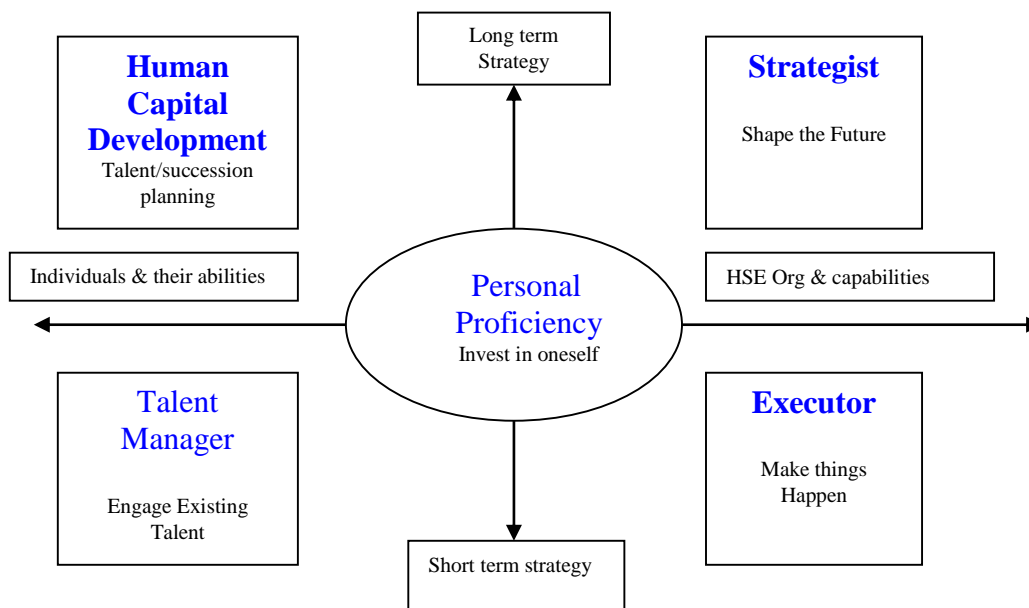 Human
Capital
Development
Talent/succession
planning
Long term
Strategy
Strategist
Shape the Future
Individuals & their abilities
HSE Org & capabilities
Personal
Proficiency
Invest in oneself
Talent
Manager
Engage Existing
Talent
Executor
Make things
Happen
Short term strategy